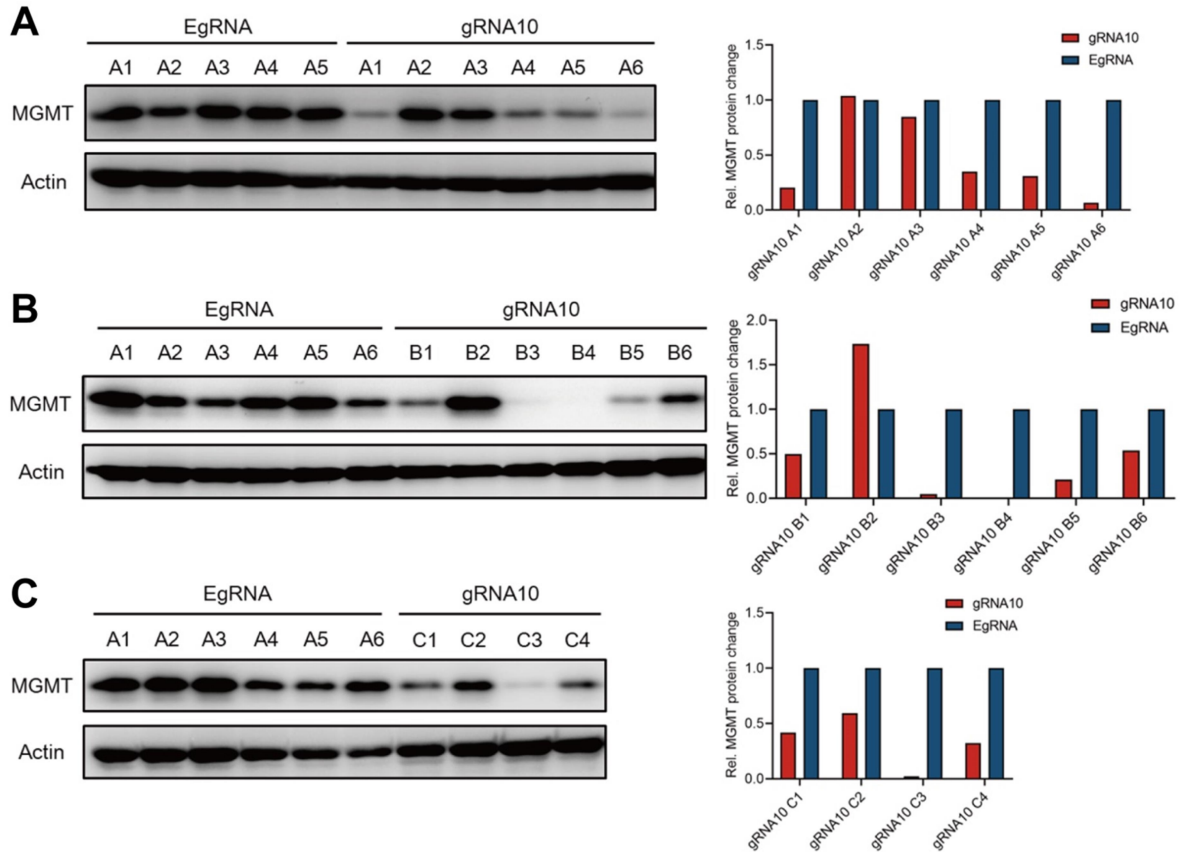 A
EgRNA gRNA10
A1 A2 A3 A4 A5 A1 A2 A3 A4 A5 A6
MGMT
Actin
gRNA10
EgRNA
Rel. MGMT protein change
1.5
1.0
0.5
0.0
gRNA10 A1 gRNA10 A2 gRNA10 A3 gRNA10 A4 gRNA10 A5 gRNA10 A6
B
EgRNA gRNA10
A1 A2 A3 A4 A5 A6 B1 B2 B3 B4 B5 B6
MGMT
Actin
gRNA10
EgRNA
Rel. MGMT protein change
2.0
1.5
1.0
0.5
0.0
gRNA10 B1 gRNA10 B2 gRNA10 B3 gRNA10 B4 gRNA10 B5 gRNA10 B6
C
EgRNA gRNA10
A1 A2 A3 A4 A5 A6 C1 C2 C3 C4
MGMT
Actin
gRNA10
EgRNA
Rel. MGMT protein change
1.5
1.0
0.5
0.0
gRNA10 C1 gRNA10 C2 gRNA10 C3 gRNA10 C4